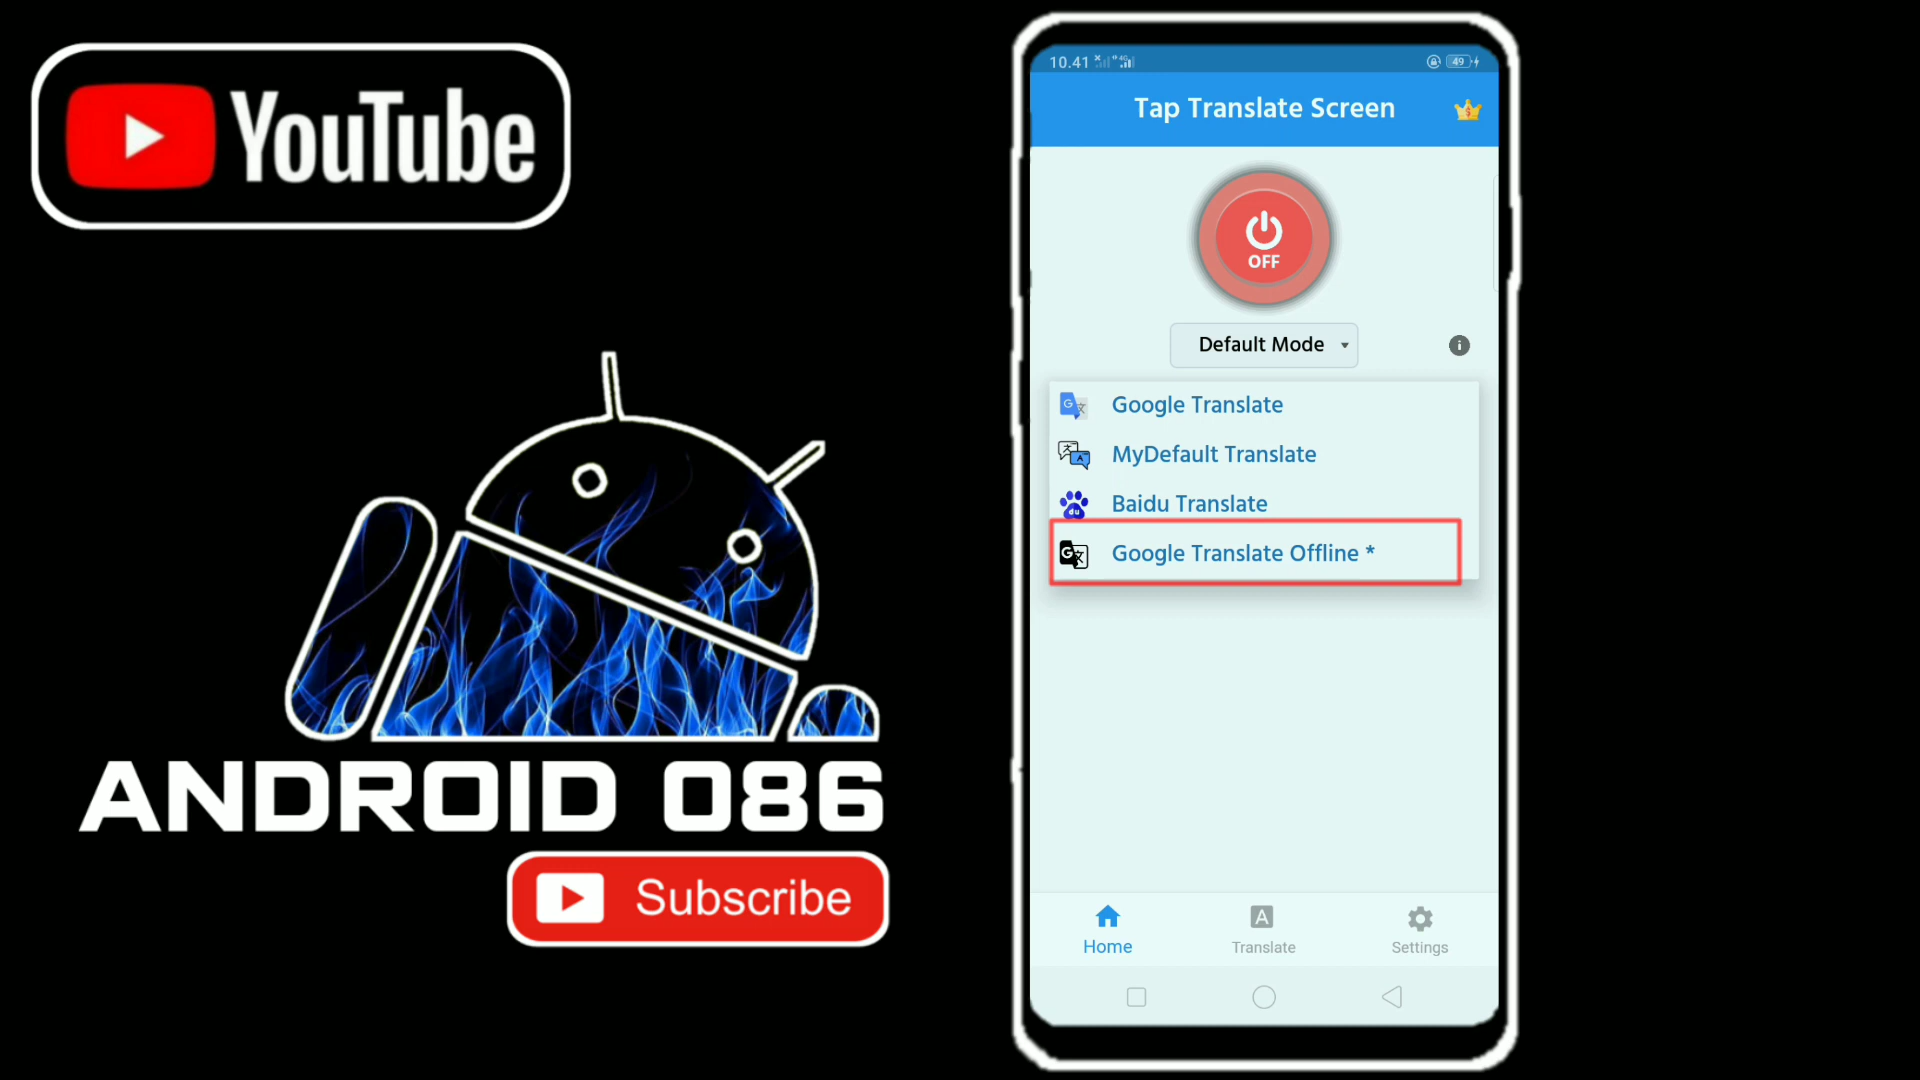 YouTube
ANDROID 086
Subscribe
10.41
49
Tap Translate Screen
OFF
Default Mode
Google Translate
MyDefault Translate
Baidu Translate
Google Translate Offline *
Home
Translate
Settings